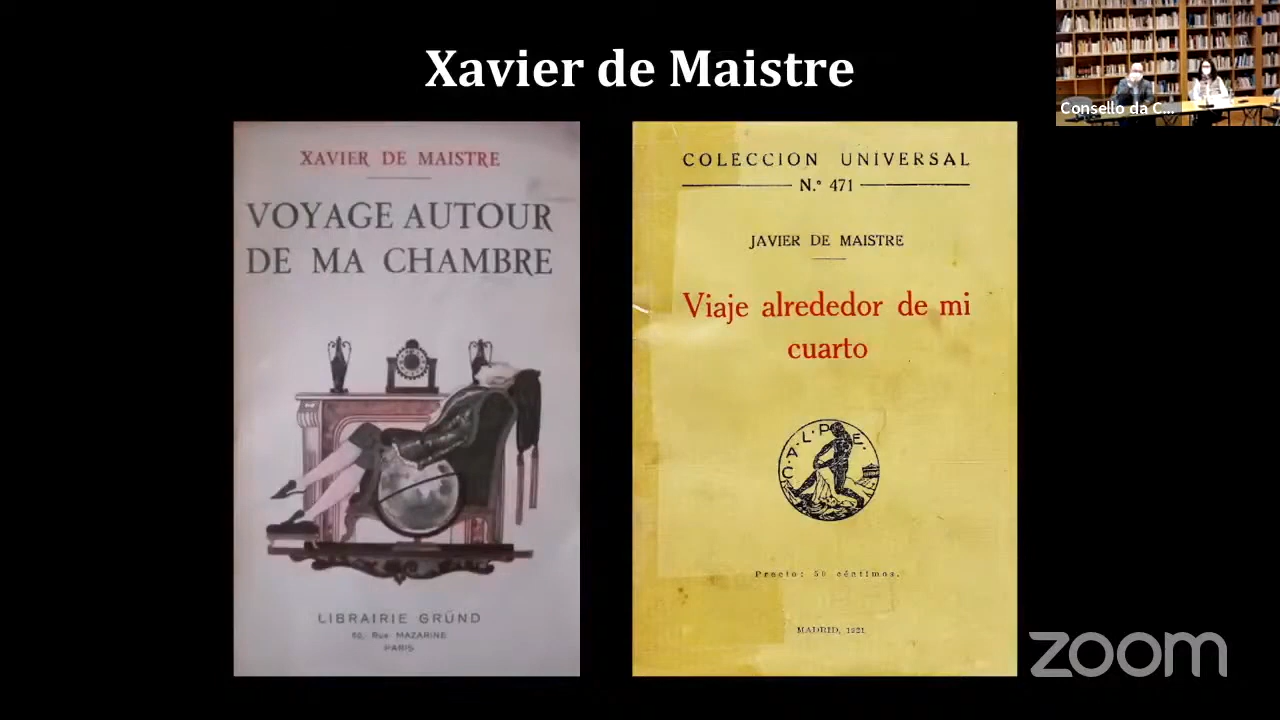 Xavier de Maistre
Consello da C...
XAVIER DE MAISTRE
VOYAGE AUTOUR
DE MA CHAMBRE
LIBRAIRIE GRÜND
60, Rue MAZARINE
PARIS
COLECCION UNIVERSAL
N.º 471
JAVIER DE MAISTRE
Viaje alrededor de mi
cuarto
C·A·L·P·E·
Precio: 50 céntimos.
MADRID, 1921
zoom